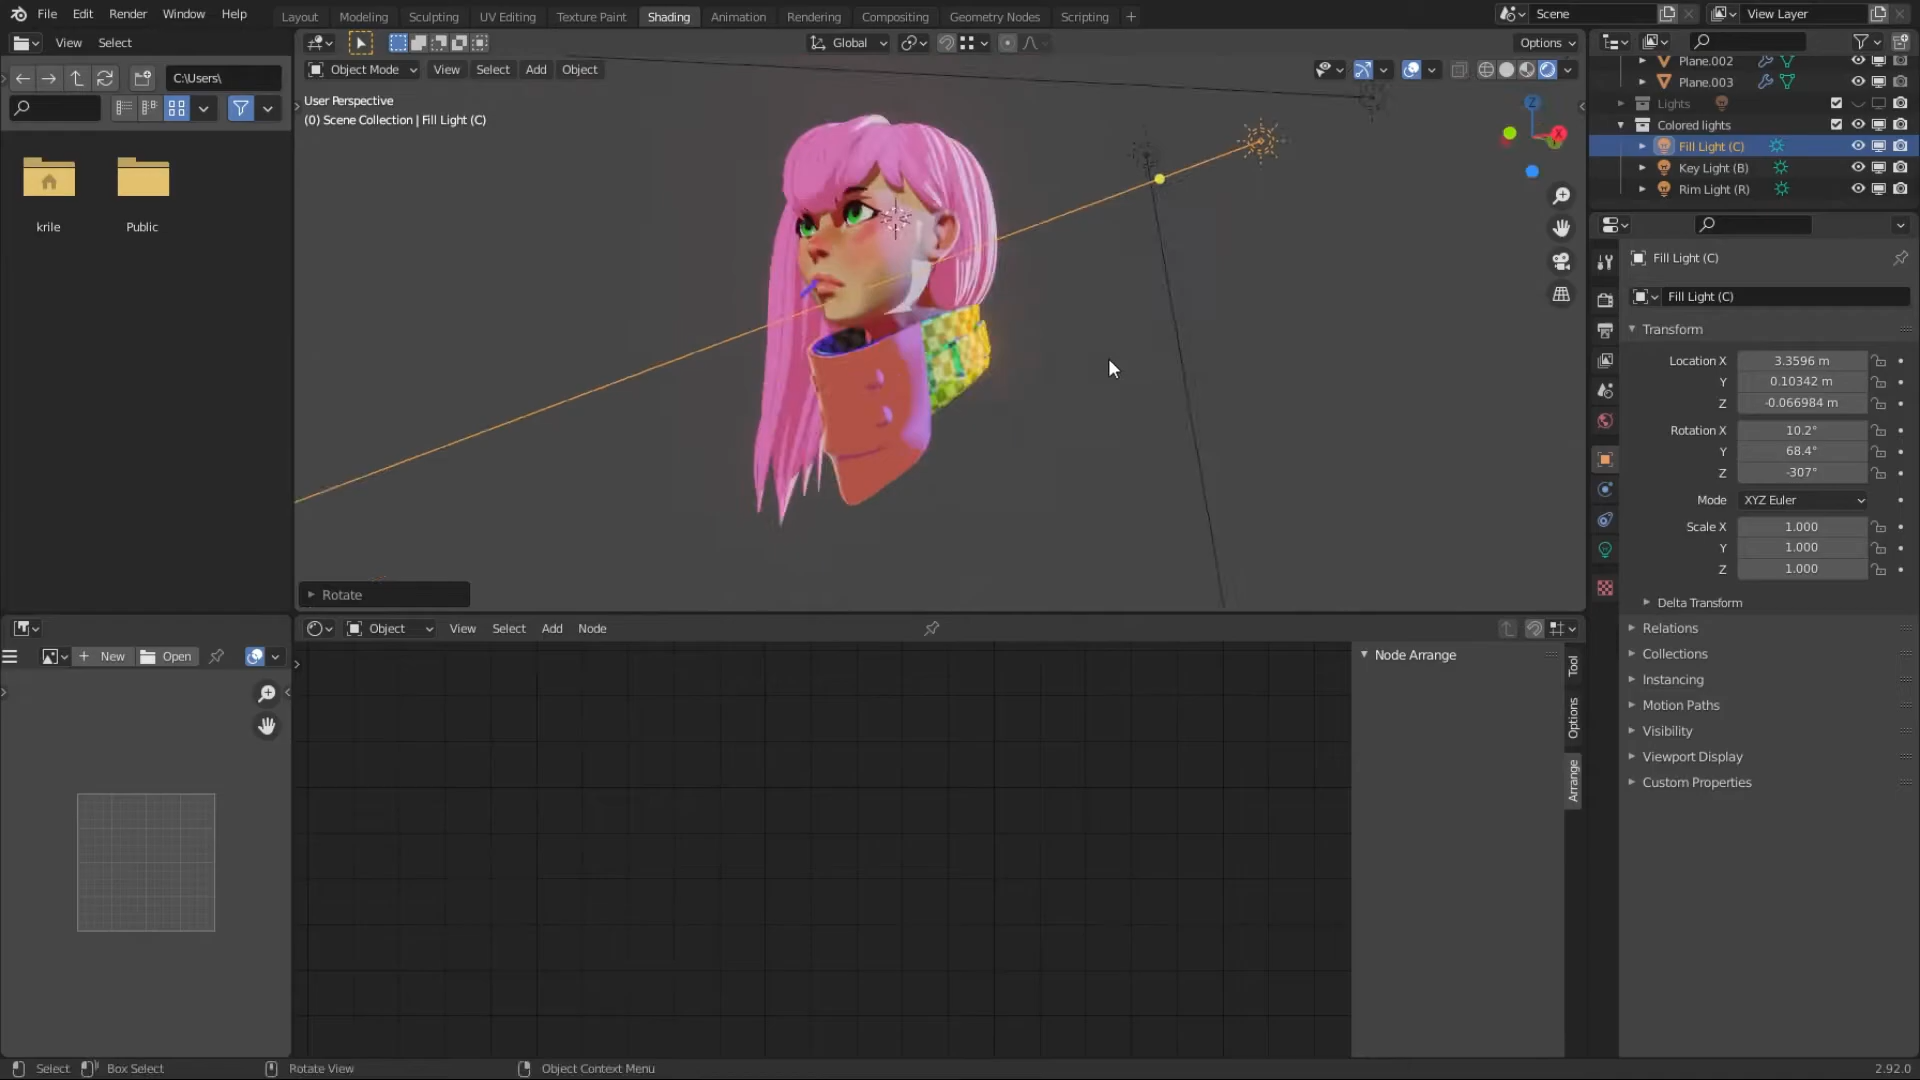 File Edit Render Window Help Layout Modeling Sculpting UV Editing Texture Paint Shading Animation Rendering Compositing Geometry Nodes Scripting + Scene View Layer
View Select Global Options
C:\Users\ Object Mode View Select Add Object
User Perspective
(0) Scene Collection | Fill Light (C)
krile Public
Z
X
Plane.002
Plane.003
Lights
Colored lights
Fill Light (C)
Key Light (B)
Rim Light (R)
Fill Light (C)
Fill Light (C)
Transform
Location X 3.3596 m
Y 0.10342 m
Z -0.066984 m
Rotation X 10.2°
Y 68.4°
Z -307°
Mode XYZ Euler
Scale X 1.000
Y 1.000
Z 1.000
Delta Transform
Relations
Collections
Instancing
Motion Paths
Visibility
Viewport Display
Custom Properties
Rotate
Object View Select Add Node
New Open
Node Arrange
Tool
Options
Arrange
Select Box Select Rotate View Object Context Menu 2.92.0